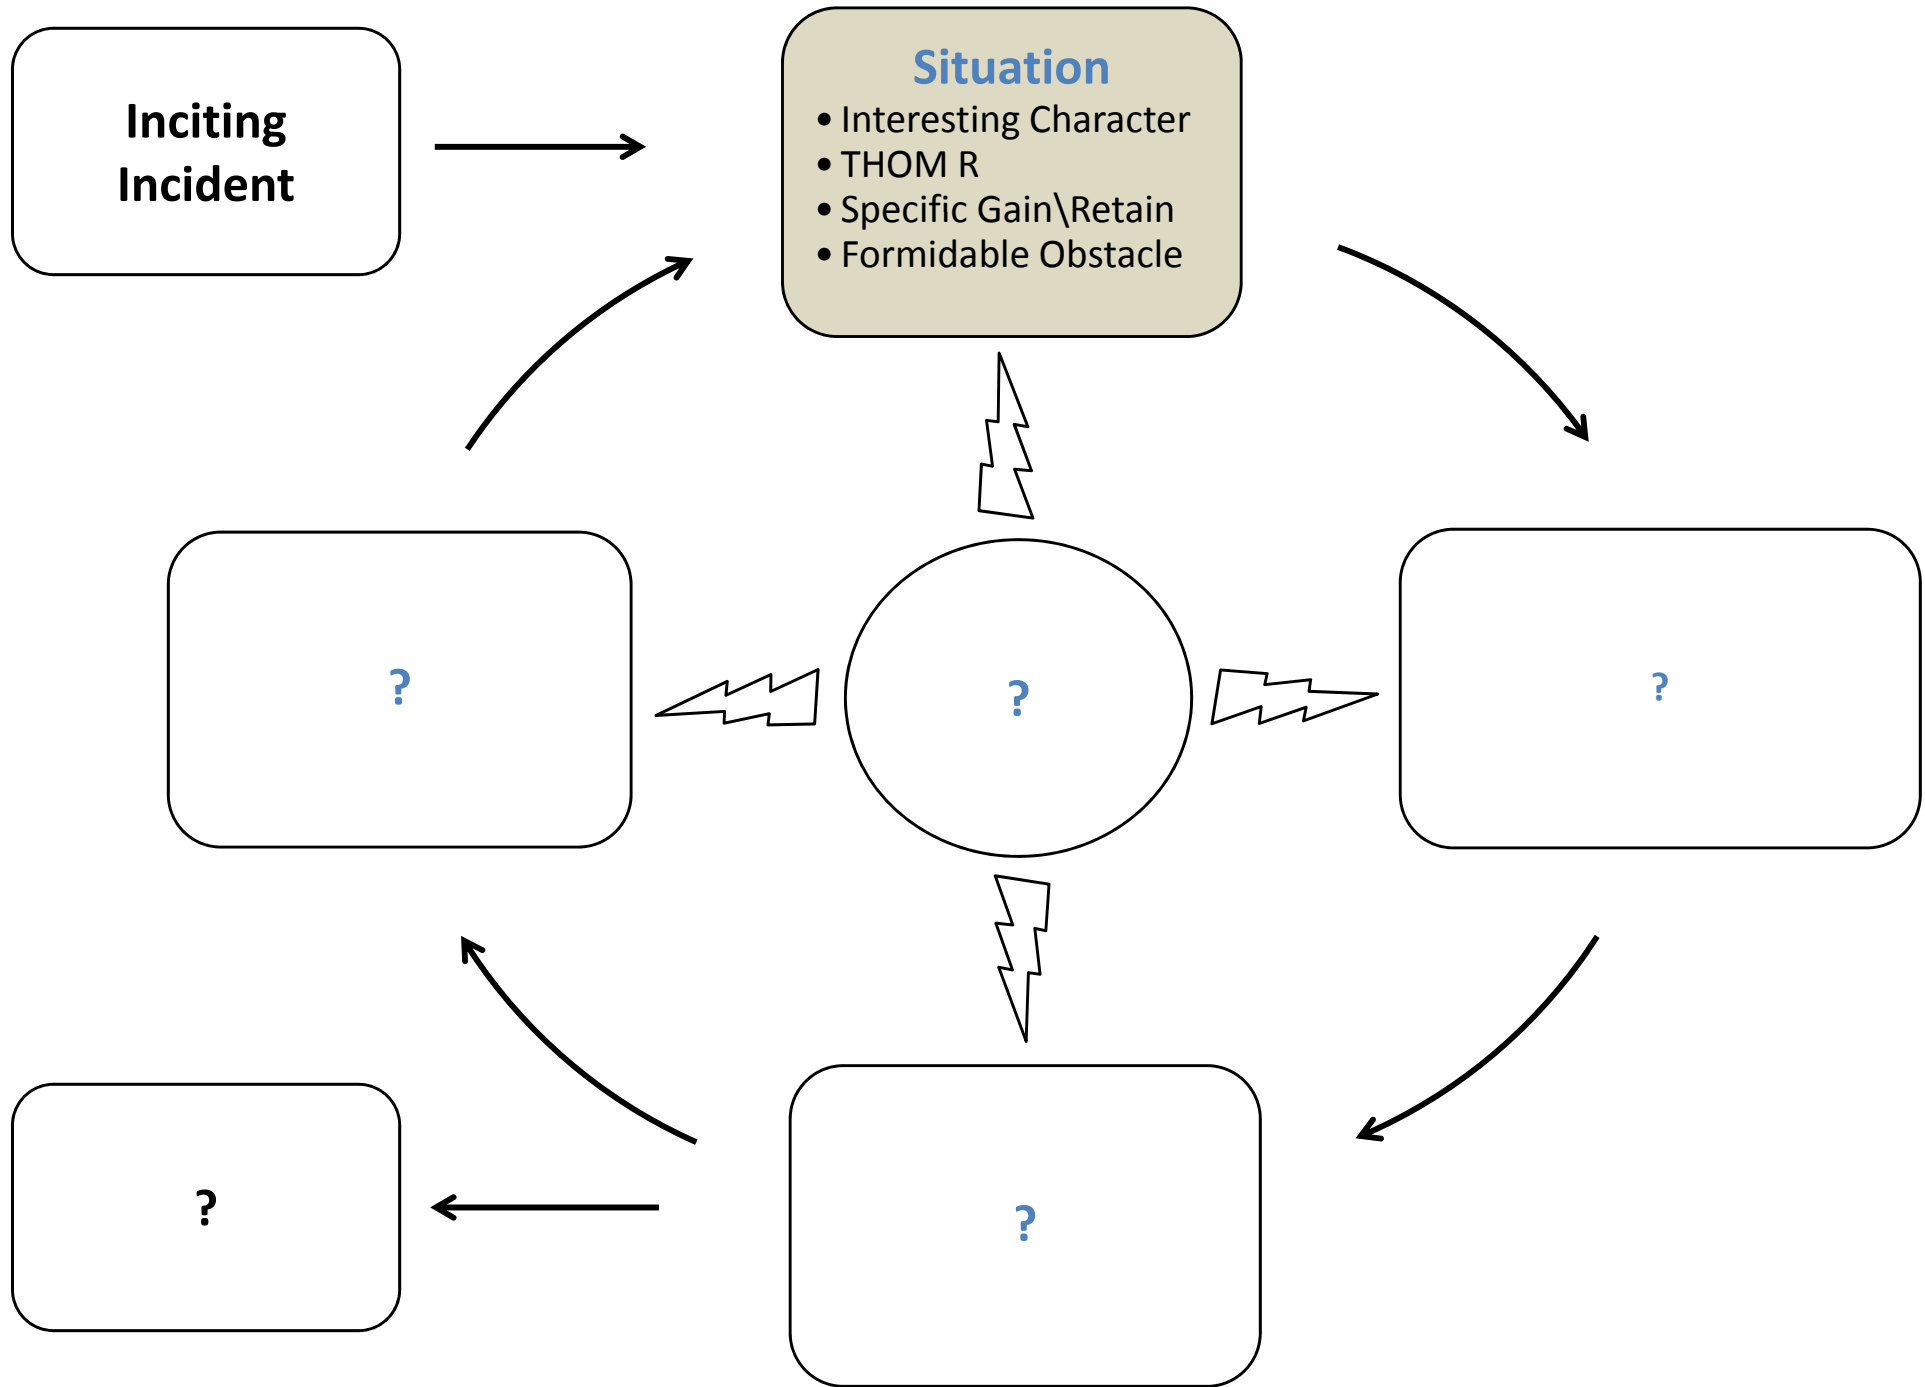 Inciting
Incident
Situation
• Interesting Character
• THOM R
• Specific Gain\Retain
• Formidable Obstacle
?
?
?
?
?